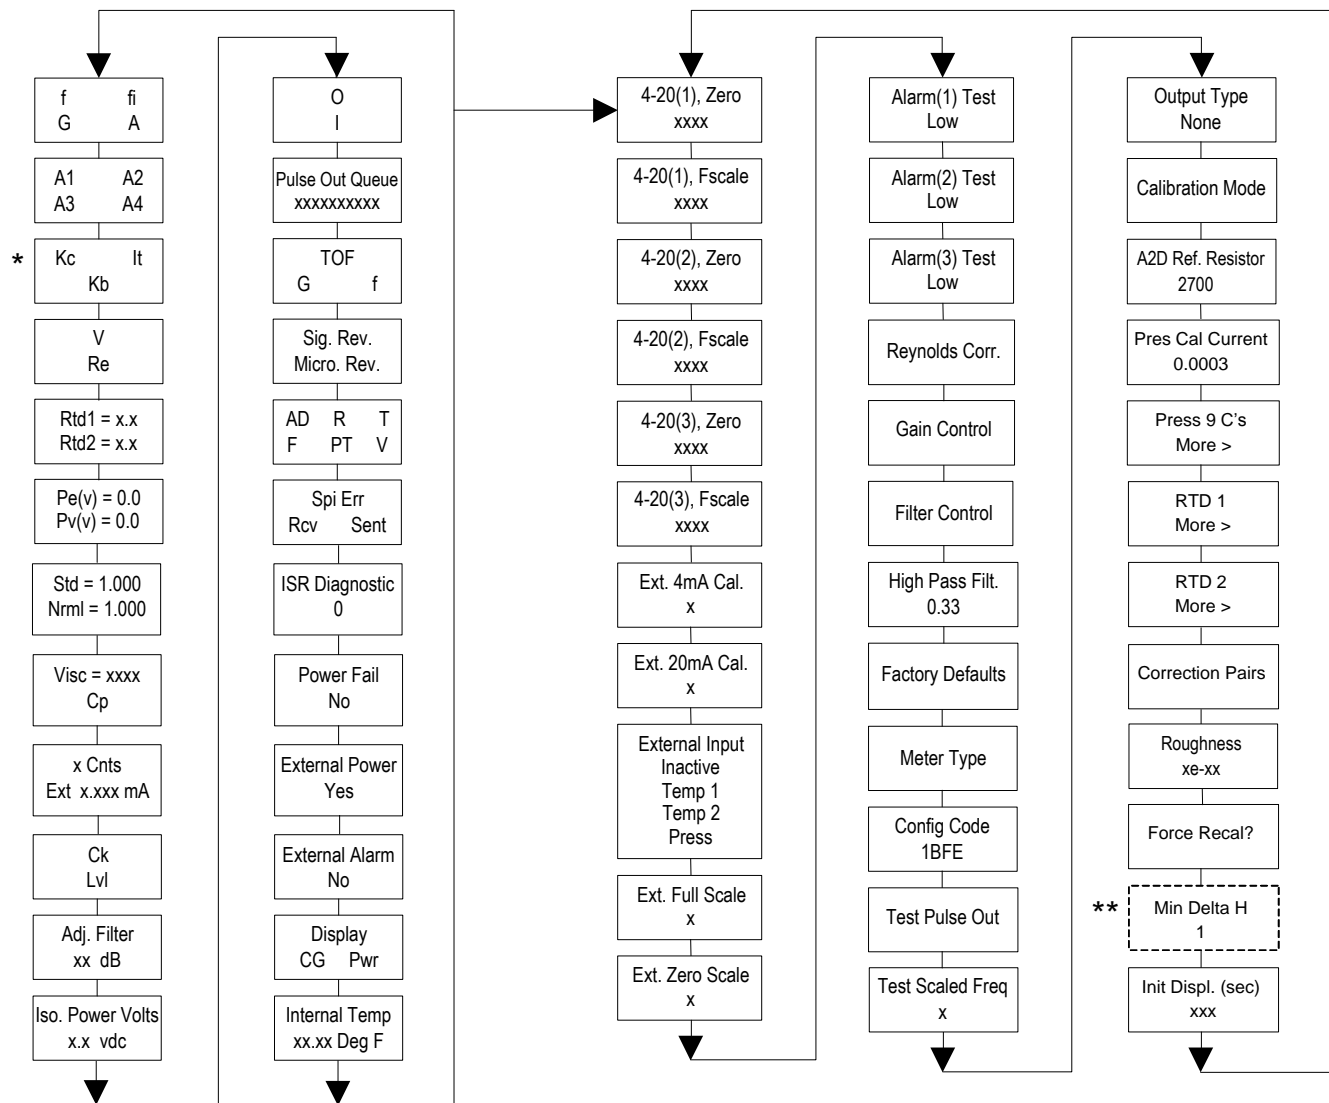 f fi
G A
A1 A2
A3 A4
*
Kc It
Kb
V
Re
Rtd1 = x.x
Rtd2 = x.x
Pe(v) = 0.0
Pv(v) = 0.0
Std = 1.000
Nrml = 1.000
Visc = xxxx
Cp
x Cnts
Ext x.xxx mA
Ck
Lvl
Adj. Filter
xx dB
Iso. Power Volts
x.x vdc
O
I
Pulse Out Queue
xxxxxxxxxx
TOF
G f
Sig. Rev.
Micro. Rev.
AD R T
F PT V
Spi Err
Rcv Sent
ISR Diagnostic
0
Power Fail
No
External Power
Yes
External Alarm
No
Display
CG Pwr
Internal Temp
xx.xx Deg F
4-20(1), Zero
xxxx
4-20(1), Fscale
xxxx
4-20(2), Zero
xxxx
4-20(2), Fscale
xxxx
4-20(3), Zero
xxxx
4-20(3), Fscale
xxxx
Ext. 4mA Cal.
x
Ext. 20mA Cal.
x
External Input
Inactive
Temp 1
Temp 2
Press
Ext. Full Scale
x
Ext. Zero Scale
x
Alarm(1) Test
Low
Alarm(2) Test
Low
Alarm(3) Test
Low
Reynolds Corr.
Gain Control
Filter Control
High Pass Filt.
0.33
Factory Defaults
Meter Type
Config Code
1BFE
Test Pulse Out
Test Scaled Freq
x
Output Type
None
Calibration Mode
A2D Ref. Resistor
2700
Pres Cal Current
0.0003
Press 9 C's
More >
RTD 1
More >
RTD 2
More >
Correction Pairs
Roughness
xe-xx
Force Recal?
**
Min Delta H
1
Init Displ. (sec)
xxx